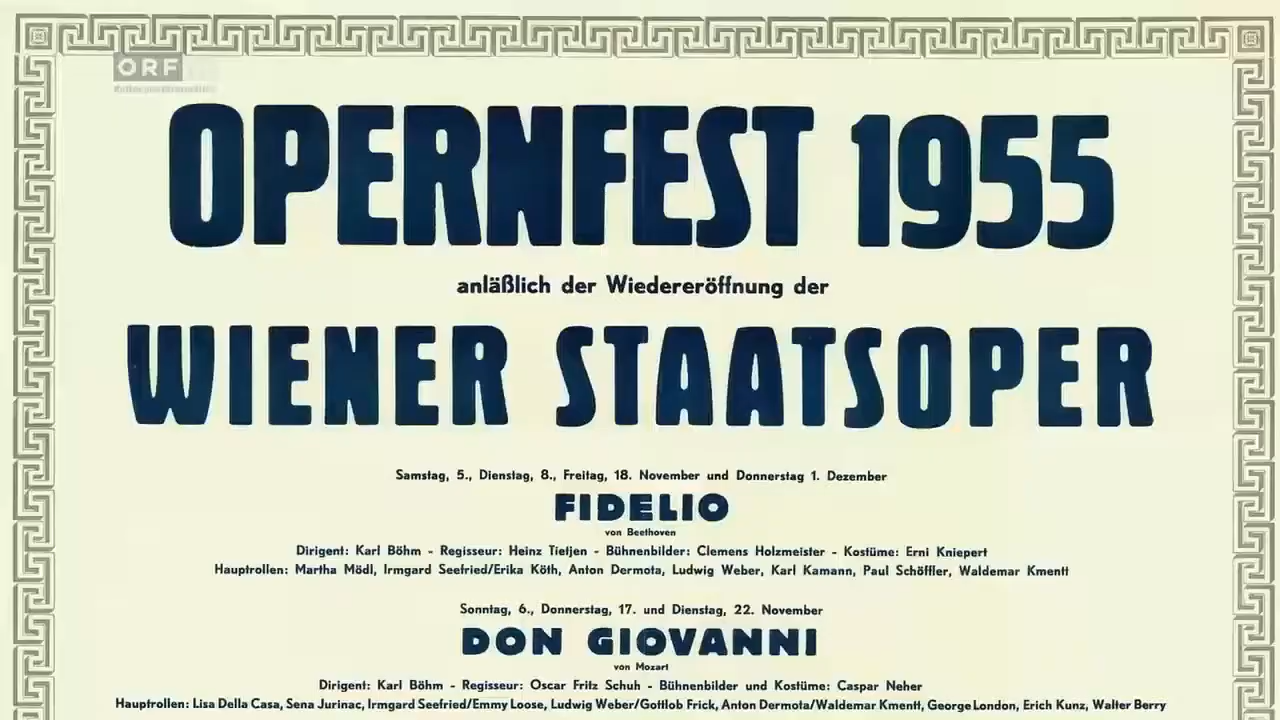 ORF
OPERNFEST 1955
anläßlich der Wiedereröffnung der
WIENER STAATSOPER
Samstag, 5., Dienstag, 8., Freitag, 18. November und Donnerstag 1. Dezember
FIDELIO
von Beethoven
Dirigent: Karl Böhm - Regisseur: Heinz Tietjen - Bühnenbilder: Clemens Holzmeister - Kostüme: Erni Kniepert
Hauptrollen: Martha Mödl, Irmgard Seefried/Erika Köth, Anton Dermota, Ludwig Weber, Karl Kamann, Paul Schöffler, Waldemar Kmentt
Sonntag, 6., Donnerstag, 17. und Dienstag, 22. November
DON GIOVANNI
von Mozart
Dirigent: Karl Böhm - Regisseur: Oscar Fritz Schuh - Bühnenbilder und Kostüme: Caspar Neher
Hauptrollen: Lisa Della Casa, Sena Jurinac, Irmgard Seefried/Emmy Loose, Ludwig Weber/Gottlob Frick, Anton Dermota/Waldemar Kmentt, George London, Erich Kunz, Walter Berry